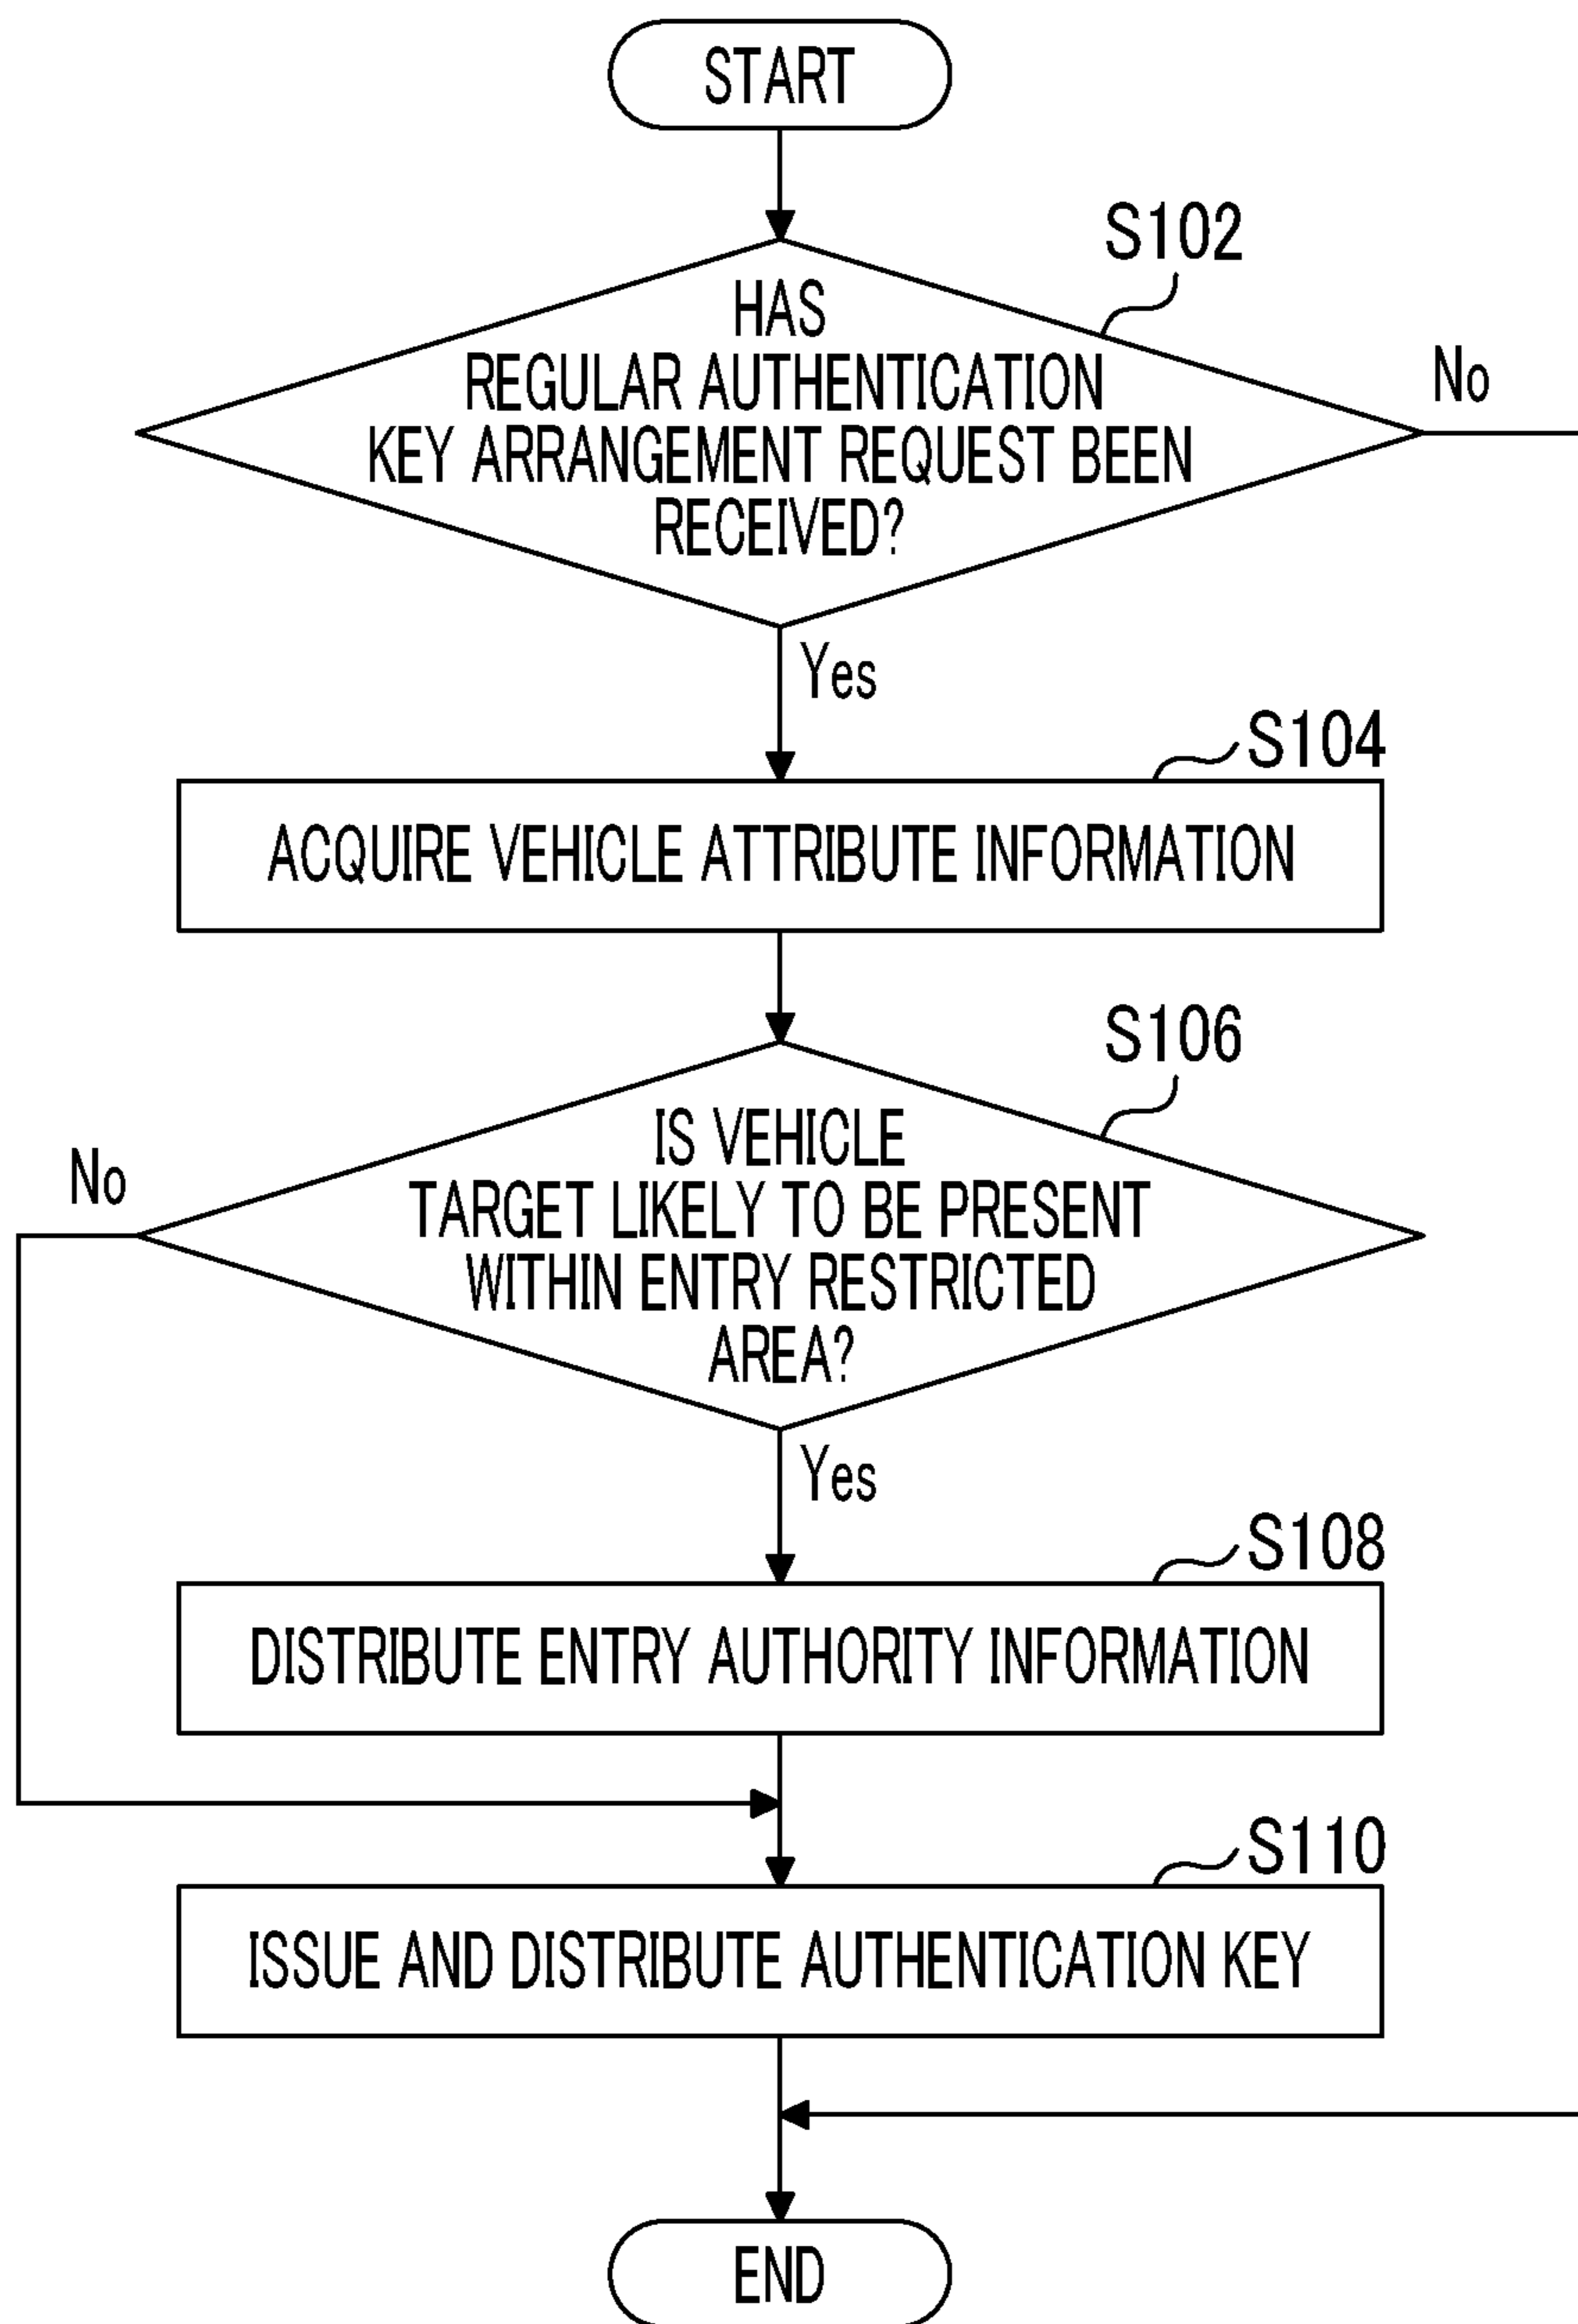 START
S102
HAS
REGULAR AUTHENTICATION
KEY ARRANGEMENT REQUEST BEEN
RECEIVED?
No
Yes
S104
ACQUIRE VEHICLE ATTRIBUTE INFORMATION
S106
IS VEHICLE
TARGET LIKELY TO BE PRESENT
WITHIN ENTRY RESTRICTED
AREA?
No
Yes
S108
DISTRIBUTE ENTRY AUTHORITY INFORMATION
S110
ISSUE AND DISTRIBUTE AUTHENTICATION KEY
END